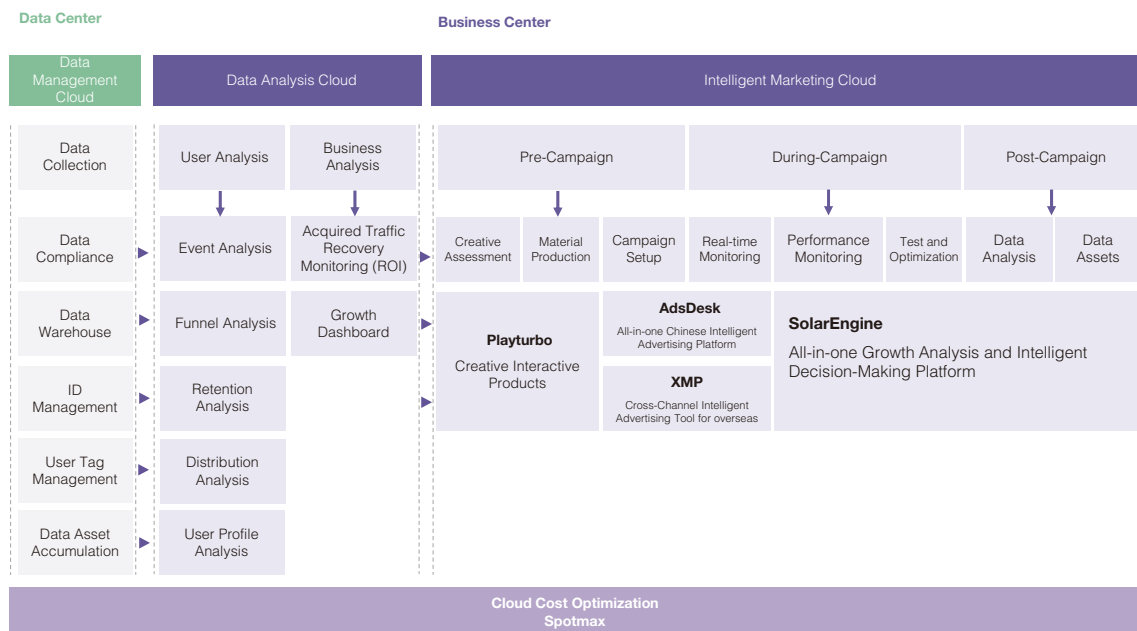 Data Center
Business Center
Data
Management
Cloud
Data Analysis Cloud
Intelligent Marketing Cloud
Data
Collection
User Analysis
Business
Analysis
Pre-Campaign
During-Campaign
Post-Campaign
Data
Compliance
Event Analysis
Acquired Traffic
Recovery
Monitoring (ROI)
Creative
Assessment
Material
Production
Campaign
Setup
Real-time
Monitoring
Performance
Monitoring
Test and
Optimization
Data
Analysis
Data
Assets
Data
Warehouse
Funnel Analysis
Growth
Dashboard
Playturbo
Creative Interactive
Products
AdsDesk
All-in-one Chinese Intelligent
Advertising Platform
XMP
Cross-Channel Intelligent
Advertising Tool for overseas
SolarEngine
All-in-one Growth Analysis and Intelligent
Decision-Making Platform
ID
Management
Retention
Analysis
User Tag
Management
Distribution
Analysis
Data Asset
Accumulation
User Profile
Analysis
Cloud Cost Optimization
Spotmax